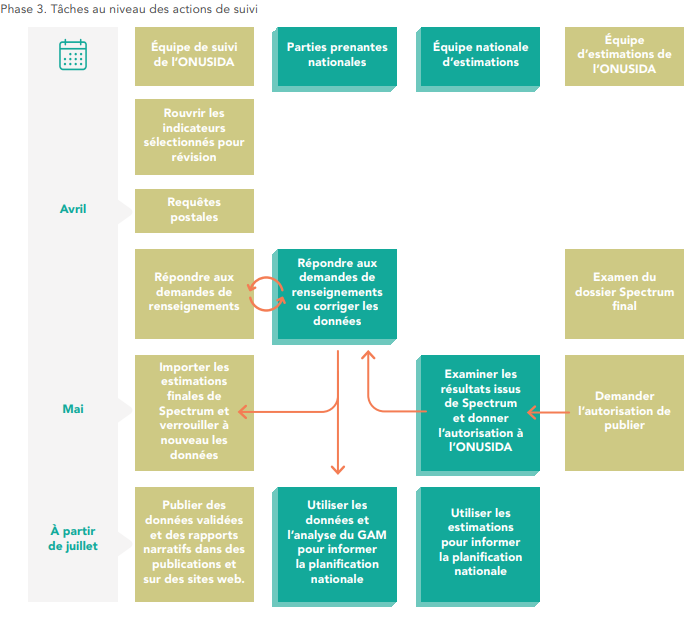 Phase 3. Tâches au niveau des actions de suivi
Équipe de suivi
de l'ONUSIDA
Parties prenantes
nationales
Équipe nationale
d'estimations
Équipe
d'estimations de
l'ONUSIDA
Rouvrir les
indicateurs
sélectionnés pour
révision
Avril
Requêtes
postales
Répondre aux
demandes de
renseignements
Répondre aux
demandes de
renseignements
ou corriger les
données
Examen du
dossier Spectrum
final
Mai
Importer les
estimations
finales de
Spectrum et
verrouiller à
nouveau les
données
Examiner les
résultats issus
de Spectrum
et donner
l'autorisation à
l'ONUSIDA
Demander
l'autorisation de
publier
À partir
de juillet
Publier des
données validées
et des rapports
narratifs dans des
publications et
sur des sites web.
Utiliser les
données et
l'analyse du GAM
pour informer
la planification
nationale
Utiliser les
estimations
pour informer
la planification
nationale